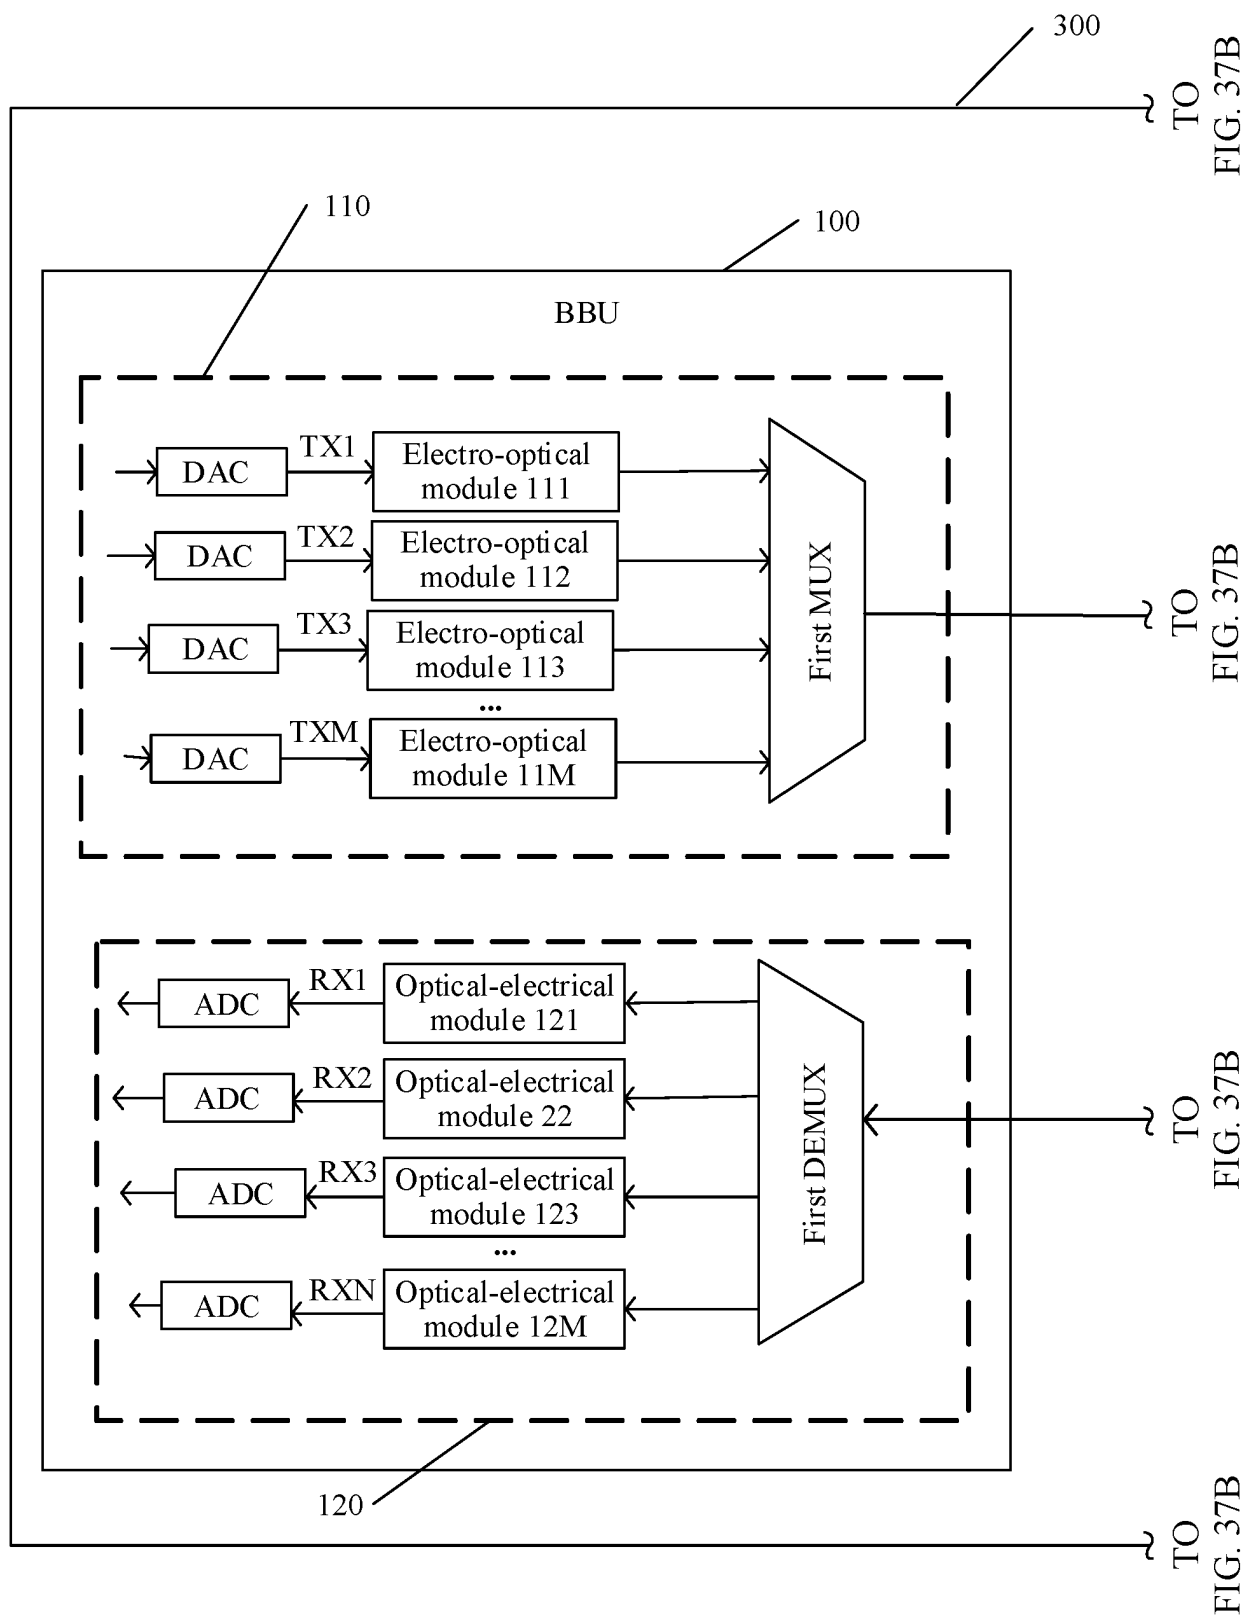 300
TO
FIG. 37B
110
100
BBU
DAC
TX1
Electro-optical
module 111
DAC
TX2
Electro-optical
module 112
DAC
TX3
Electro-optical
module 113
...
DAC
TXM
Electro-optical
module 11M
First MUX
TO
FIG. 37B
ADC
RX1
Optical-electrical
module 121
ADC
RX2
Optical-electrical
module 22
ADC
RX3
Optical-electrical
module 123
...
ADC
RXN
Optical-electrical
module 12M
First DEMUX
TO
FIG. 37B
120
TO
FIG. 37B